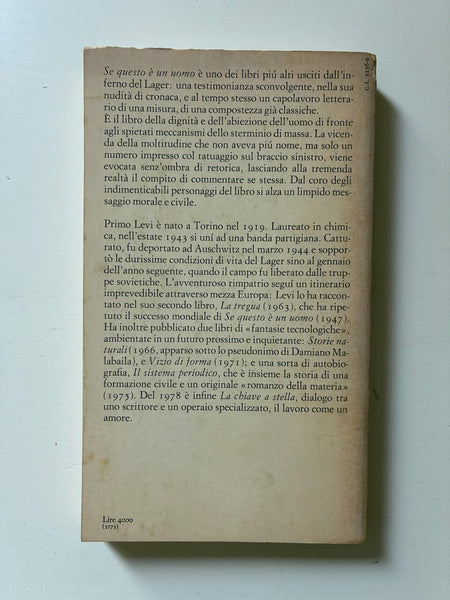 C.L. 31336-9
Se questo è un uomo è uno dei libri piú alti usciti dall'in-
ferno del Lager: una testimonianza sconvolgente, nella sua
nudità di cronaca, e al tempo stesso un capolavoro lettera-
rio di una misura, di una compostezza già classiche.
È il libro della dignità e dell'abiezione dell'uomo di fronte
agli spietati meccanismi dello sterminio di massa. La vicen-
da della moltitudine che non aveva piú nome, ma solo un
numero impresso col tatuaggio sul braccio sinistro, viene
evocata senz'ombra di retorica, lasciando alla tremenda
realtà il compito di commentare se stessa. Dal coro degli
indimenticabili personaggi del libro si alza un limpido mes-
saggio morale e civile.
Primo Levi è nato a Torino nel 1919. Laureato in chimi-
ca, nell'estate 1943 si uní ad una banda partigiana. Cattu-
rato, fu deportato ad Auschwitz nel marzo 1944 e soppor-
tò le durissime condizioni di vita del Lager sino al gennaio
dell'anno seguente, quando il campo fu liberato dalle trup-
pe sovietiche. L'avventuroso rimpatrio seguí un itinerario
imprevedibile attraverso mezza Europa: Levi lo ha raccon-
tato nel suo secondo libro, La tregua (1963), che ha ripe-
tuto il successo mondiale di Se questo è un uomo (1947).
Ha inoltre pubblicato due libri di «fantasie tecnologiche»,
ambientate in un futuro prossimo e inquietante: Storie na-
turali (1966, apparso sotto lo pseudonimo di Damiano Ma-
labaila), e Vizio di forma (1971); e una sorta di autobio-
grafia, Il sistema periodico, che è insieme la storia di una
formazione civile e un originale «romanzo della materia»
(1975). Del 1978 è infine La chiave a stella, dialogo tra
uno scrittore e un operaio specializzato, il lavoro come un
amore.
Lire 4000
(3773)